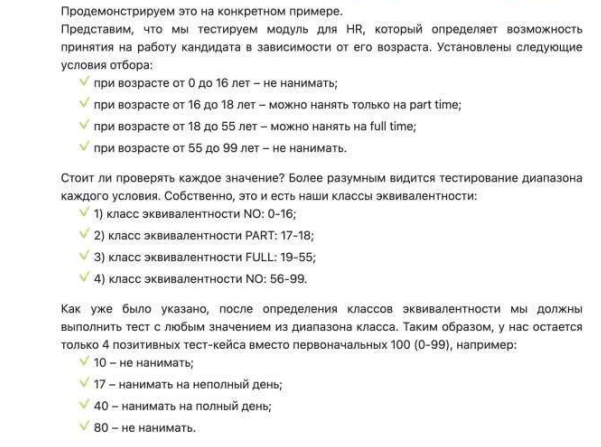 Продемонстрируем это на конкретном примере.
Представим, что мы тестируем модуль для HR, который определяет возможность
принятия на работу кандидата в зависимости от его возраста. Установлены следующие
условия отбора:
при возрасте от 0 до 16 лет – не нанимать;
при возрасте от 16 до 18 лет – можно нанять только на part time;
при возрасте от 18 до 55 лет – можно нанять на full time;
при возрасте от 55 до 99 лет – не нанимать.
Стоит ли проверять каждое значение? Более разумным видится тестирование диапазона
каждого условия. Собственно, это и есть наши классы эквивалентности:
1) класс эквивалентности NO: 0-16;
2) класс эквивалентности PART: 17-18;
3) класс эквивалентности FULL: 19-55;
4) класс эквивалентности NO: 56-99.
Как уже было указано, после определения классов эквивалентности мы должны
выполнить тест с любым значением из диапазона класса. Таким образом, у нас остается
только 4 позитивных тест-кейса вместо первоначальных 100 (0-99), например:
10 – не нанимать;
17 – нанимать на неполный день;
40 – нанимать на полный день;
80 – не нанимать.